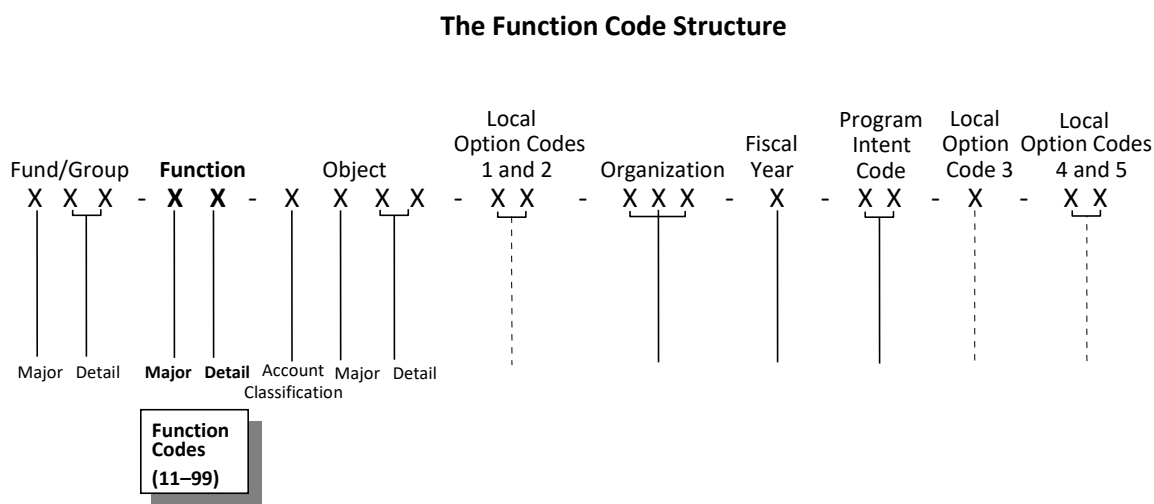 The Function Code Structure
Local
Option Codes
1 and 2
Fiscal
Year
Program
Intent
Code
Local
Option
Code 3
Local
Option Codes
4 and 5
Fund/Group
Function
Object
Organization
X X X - X X - X X X X - X X - X X X - X - X X - X - X X
Major Detail Major Detail Account Major Detail
Classification
Function
Codes
(11–99)